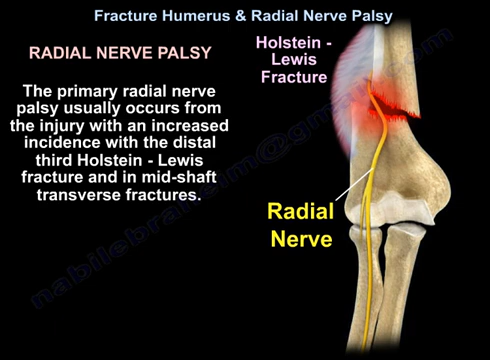 Fracture Humerus & Radial Nerve Palsy
RADIAL NERVE PALSY
The primary radial nerve
palsy usually occurs from
the injury with an increased
incidence with the distal
third Holstein - Lewis
fracture and in mid-shaft
transverse fractures.
Holstein -
Lewis
Fracture
Radial
Nerve